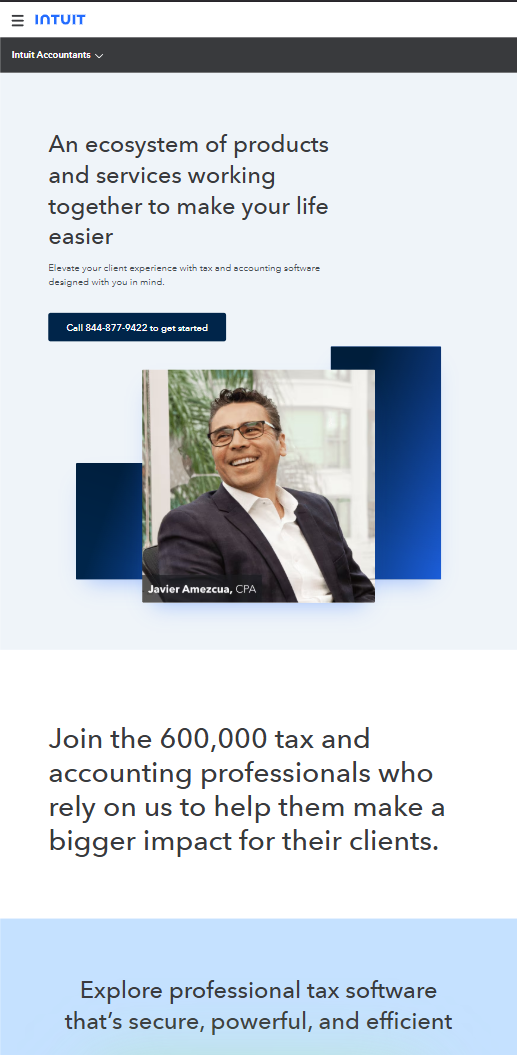 INTUIT
Intuit Accountants
An ecosystem of products
and services working
together to make your life
easier
Elevate your client experience with tax and accounting software
designed with you in mind.
Call 844-877-9422 to get started
Javier Amezcua, CPA
Join the 600,000 tax and
accounting professionals who
rely on us to help them make a
bigger impact for their clients.
Explore professional tax software
that’s secure, powerful, and efficient